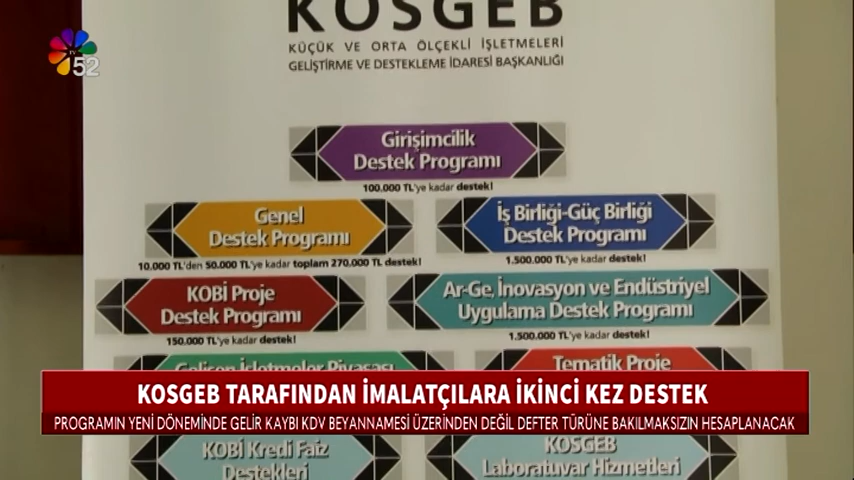 KOSGEB
KÜÇÜK VE ORTA ÖLÇEKLİ İŞLETMELERİ
GELİŞTİRME VE DESTEKLEME İDARESİ BAŞKANLIĞI
TV
52
Girişimcilik
Destek Programı
100.000 TL'ye kadar destek!
Genel
Destek Programı
10.000 TL'den 50.000 TL'ye kadar toplam 270.000 TL destek!
İş Birliği-Güç Birliği
Destek Programı
1.500.000 TL'ye kadar destek!
KOBİ Proje
Destek Programı
150.000 TL'ye kadar destek!
Ar-Ge, İnovasyon ve Endüstriyel
Uygulama Destek Programı
1.500.000 TL'ye kadar destek!
Gelişen İşletmeler Piyasası
Tematik Proje
KOSGEB TARAFINDAN İMALATÇILARA İKİNCİ KEZ DESTEK
PROGRAMIN YENİ DÖNEMİNDE GELİR KAYBI KDV BEYANNAMESİ ÜZERİNDEN DEĞİL DEFTER TÜRÜNE BAKILMAKSIZIN HESAPLANACAK
KOBİ Kredi Faiz
Destekleri
KOSGEB
Laboratuvar Hizmetleri